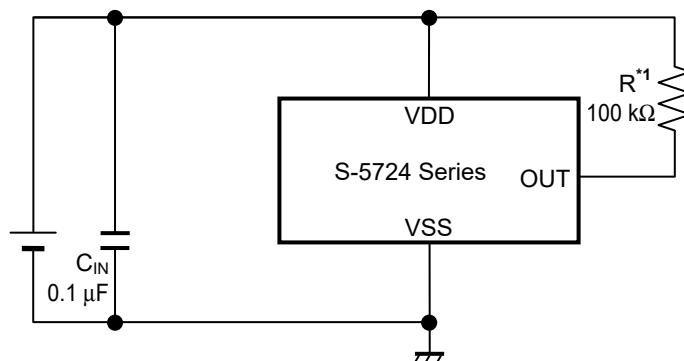 R*1
100 kΩ
VDD
S-5724 Series
OUT
VSS
CIN
0.1 µF